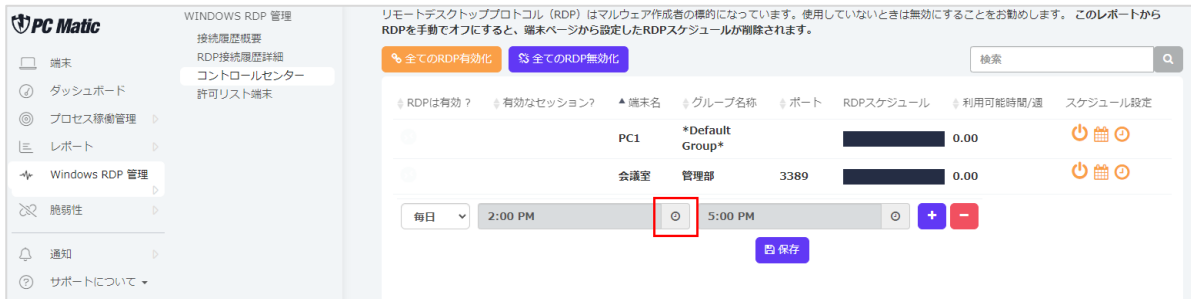 PC Matic
端末
ダッシュボード
プロセス稼働管理
レポート
Windows RDP 管理
脆弱性
通知
サポートについて
WINDOWS RDP 管理
接続履歴概要
RDP接続履歴詳細
コントロールセンター
許可リスト端末
リモートデスクトッププロトコル（RDP）はマルウェア作成者の標的になっています。使用していないときは無効にすることをお勧めします。 このレポートから
RDPを手動でオフにすると、端末ページから設定したRDPスケジュールが削除されます。
全てのRDP有効化 全てのRDP無効化 検索
RDPは有効？ 有効なセッション? 端末名 グループ名称 ポート RDPスケジュール 利用可能時間/週 スケジュール設定
PC1 *Default Group* 0.00
会議室 管理部 3389 0.00
毎日 2:00 PM 5:00 PM
保存